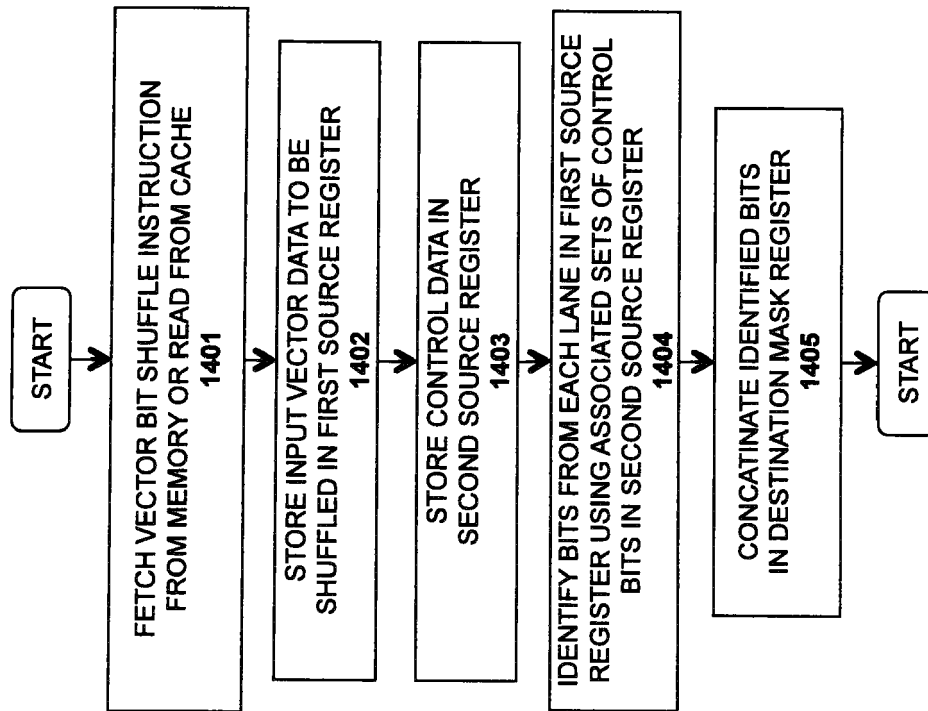 START
FETCH VECTOR BIT SHUFFLE INSTRUCTION
FROM MEMORY OR READ FROM CACHE
1401
STORE INPUT VECTOR DATA TO BE
SHUFFLED IN FIRST SOURCE REGISTER
1402
STORE CONTROL DATA IN
SECOND SOURCE REGISTER
1403
IDENTIFY BITS FROM EACH LANE IN FIRST SOURCE
REGISTER USING ASSOCIATED SETS OF CONTROL
BITS IN SECOND SOURCE REGISTER
1404
CONCATINATE IDENTIFIED BITS
IN DESTINATION MASK REGISTER
1405
START